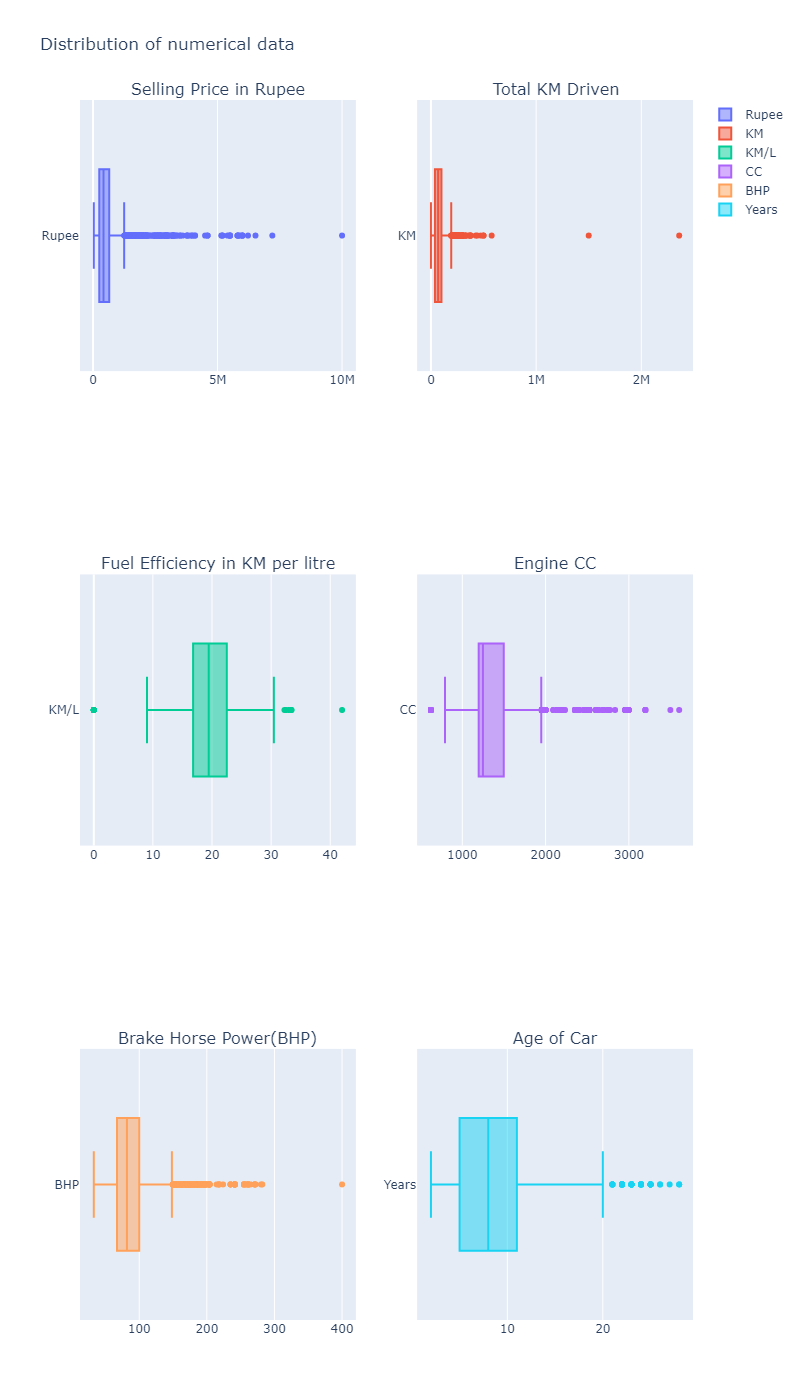 Distribution of numerical data
Selling Price in Rupee
Total KM Driven
Rupee
KM
KM/L
CC
BHP
Years
Rupee
KM
0 5M 10M
0 1M 2M
Fuel Efficiency in KM per litre
Engine CC
KM/L
CC
0 10 20 30 40
1000 2000 3000
Brake Horse Power(BHP)
Age of Car
BHP
Years
100 200 300 400
10 20